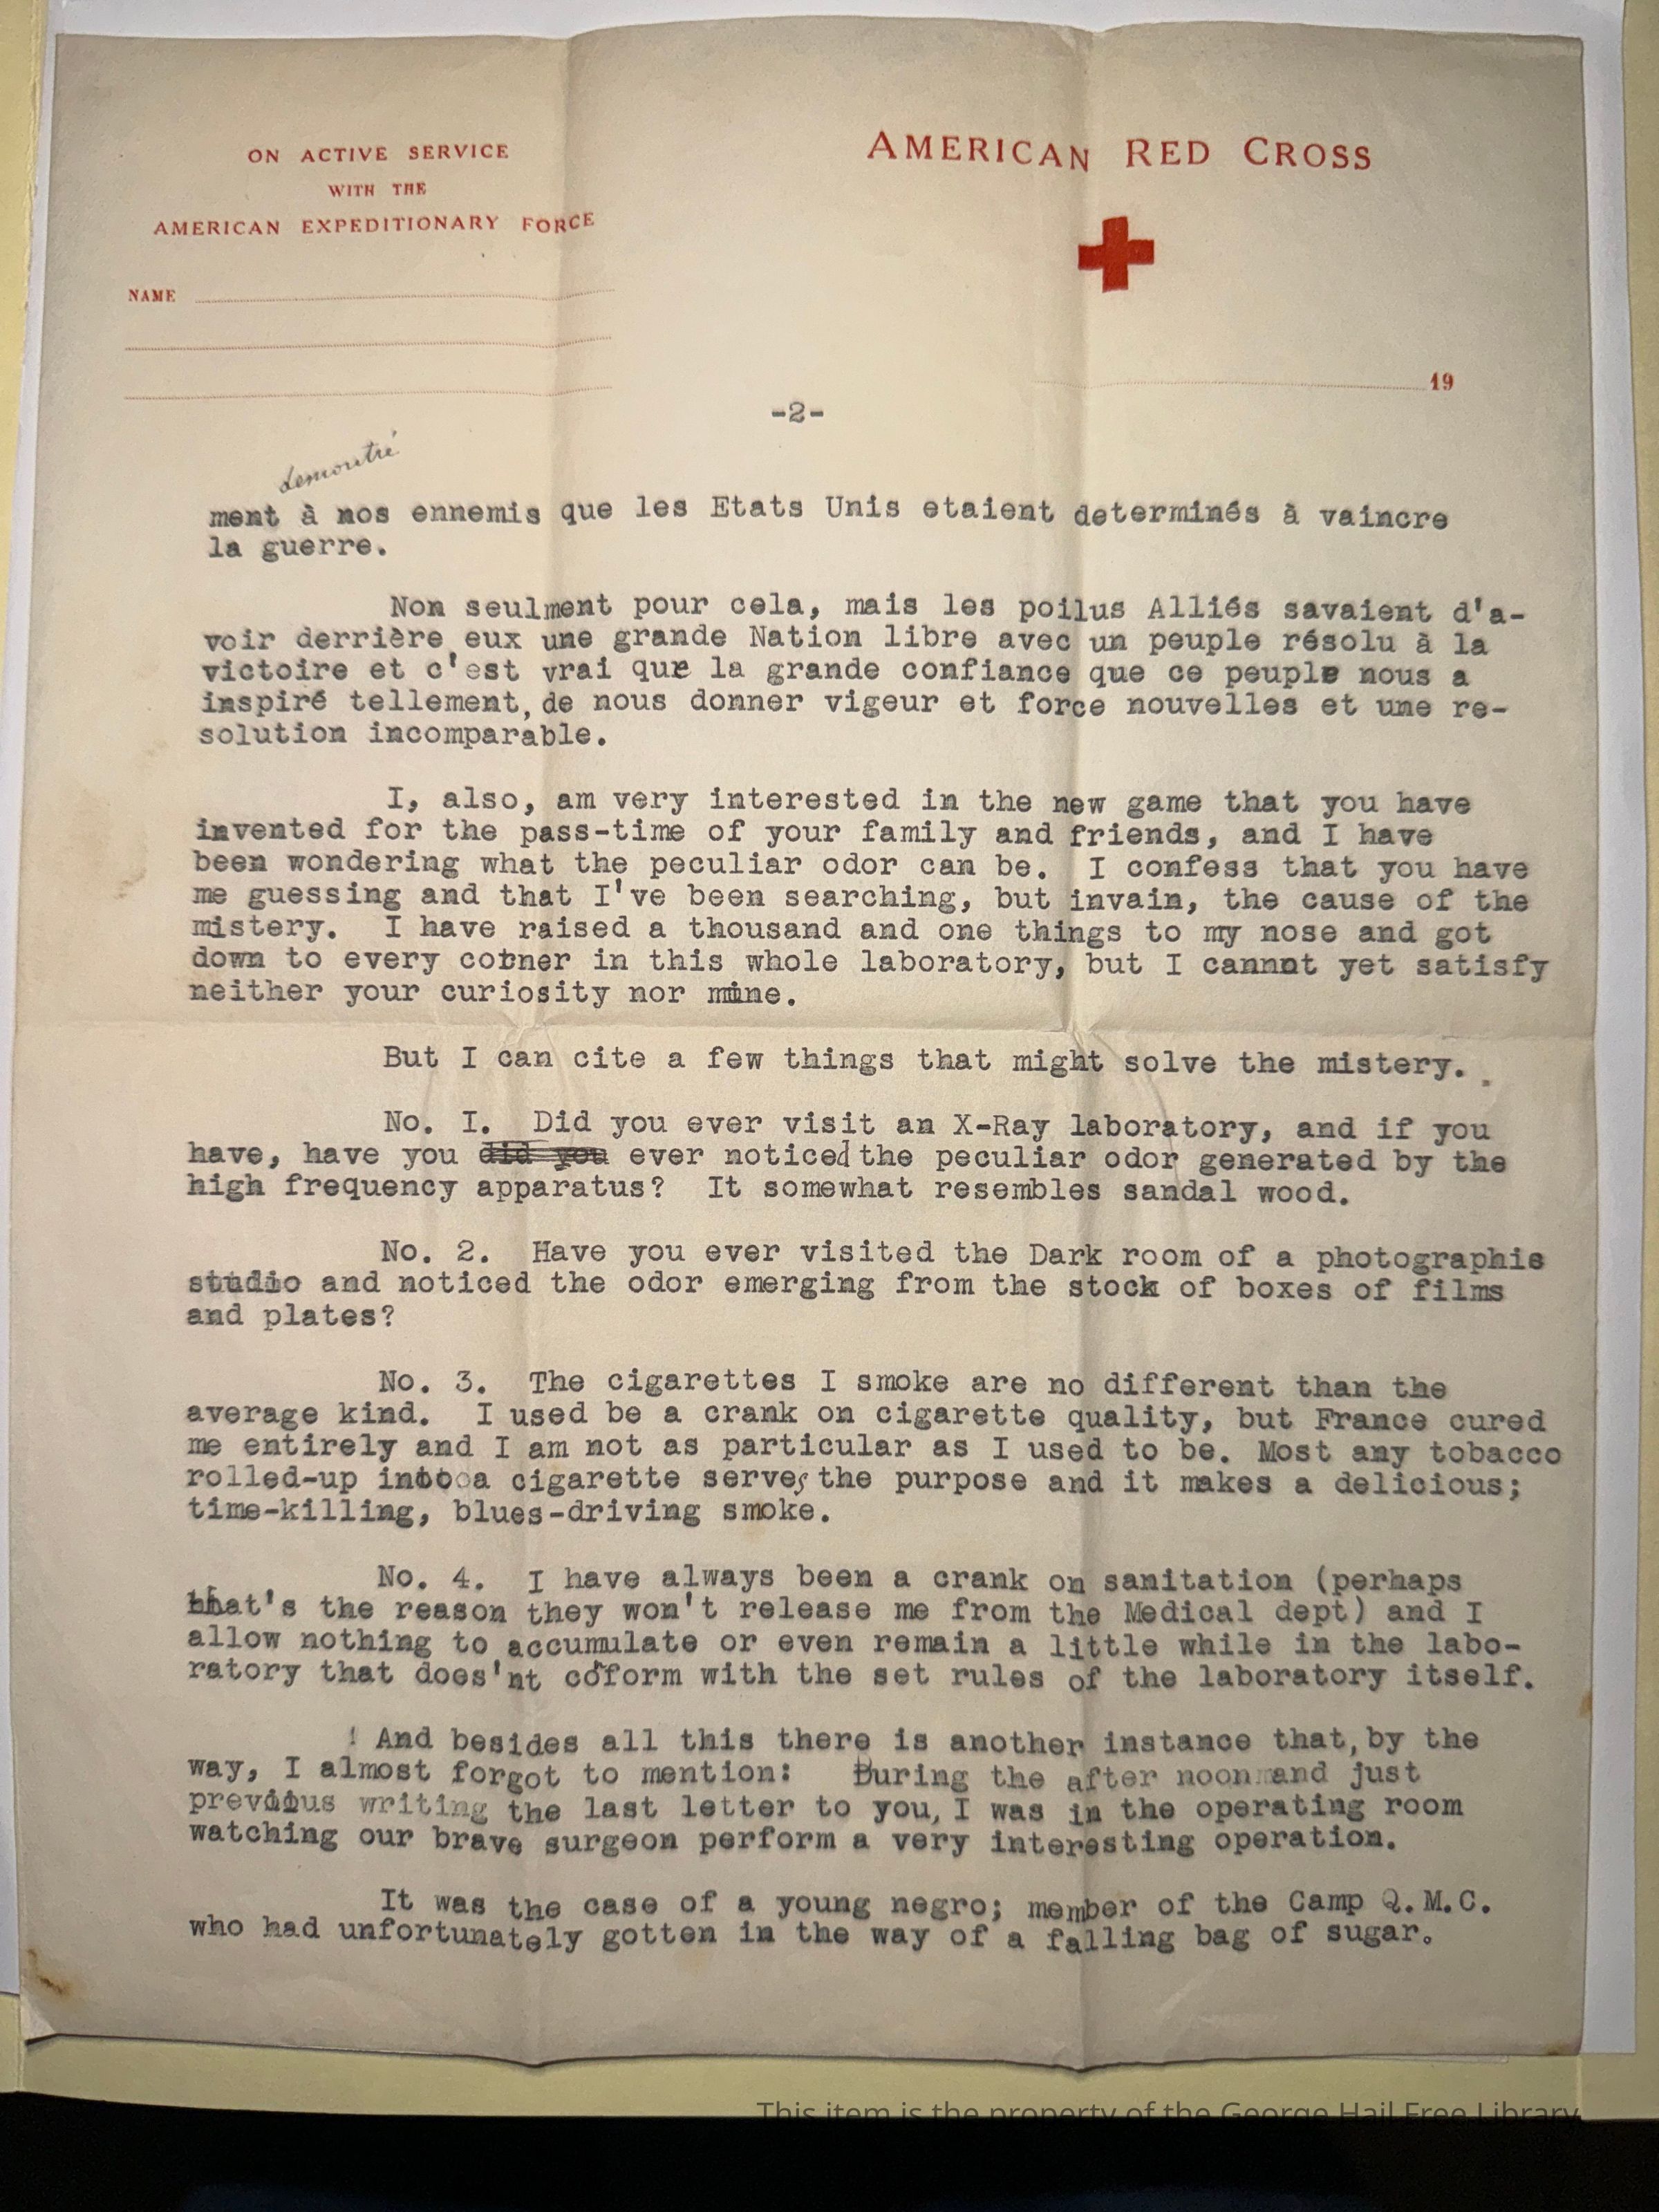 ON ACTIVE SERVICE
WITH THE
AMERICAN EXPEDITIONARY FORCE
NAME
AMERICAN RED CROSS
19
-2-
demontré
ment à nos ennemis que les Etats Unis etaient determinés à vaincre
la guerre.
Non seulment pour cela, mais les poilus Alliés savaient d'a-
voir derrière eux une grande Nation libre avec un peuple résolu à la
victoire et c'est vrai que la grande confiance que ce peuple nous a
inspiré tellement, de nous donner vigeur et force nouvelles et une re-
solution incomparable.
I, also, am very interested in the new game that you have
invented for the pass-time of your family and friends, and I have
been wondering what the peculiar odor can be. I confess that you have
me guessing and that I've been searching, but invain, the cause of the
mistery. I have raised a thousand and one things to my nose and got
down to every corner in this whole laboratory, but I cannot yet satisfy
neither your curiosity nor mine.
But I can cite a few things that might solve the mistery.
No. I. Did you ever visit an X-Ray laboratory, and if you
have, have you did you ever noticed the peculiar odor generated by the
high frequency apparatus? It somewhat resembles sandal wood.
No. 2. Have you ever visited the Dark room of a photographic
studio and noticed the odor emerging from the stock of boxes of films
and plates?
No. 3. The cigarettes I smoke are no different than the
average kind. I used be a crank on cigarette quality, but France cured
me entirely and I am not as particular as I used to be. Most any tobacco
rolled-up into a cigarette serves the purpose and it makes a delicious;
time-killing, blues-driving smoke.
No. 4. I have always been a crank on sanitation (perhaps
that's the reason they won't release me from the Medical dept) and I
allow nothing to accumulate or even remain a little while in the labo-
ratory that does'nt coform with the set rules of the laboratory itself.
! And besides all this there is another instance that, by the
way, I almost forgot to mention: During the after noon and just
previous writing the last letter to you, I was in the operating room
watching our brave surgeon perform a very interesting operation.
It was the case of a young negro; member of the Camp Q.M.C.
who had unfortunately gotten in the way of a falling bag of sugar.
This item is the property of the George Hail Free Library